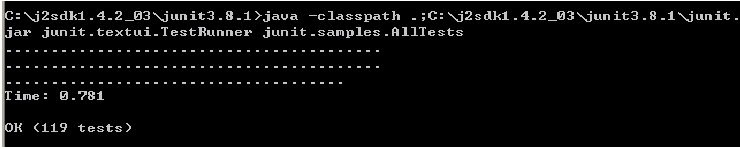 C:\j2sdk1.4.2_03\junit3.8.1>java -classpath .;C:\j2sdk1.4.2_03\junit3.8.1\junit.
jar junit.textui.TestRunner junit.samples.AllTests
.........................................
.........................................
.....................................
Time: 0.781
OK (119 tests)